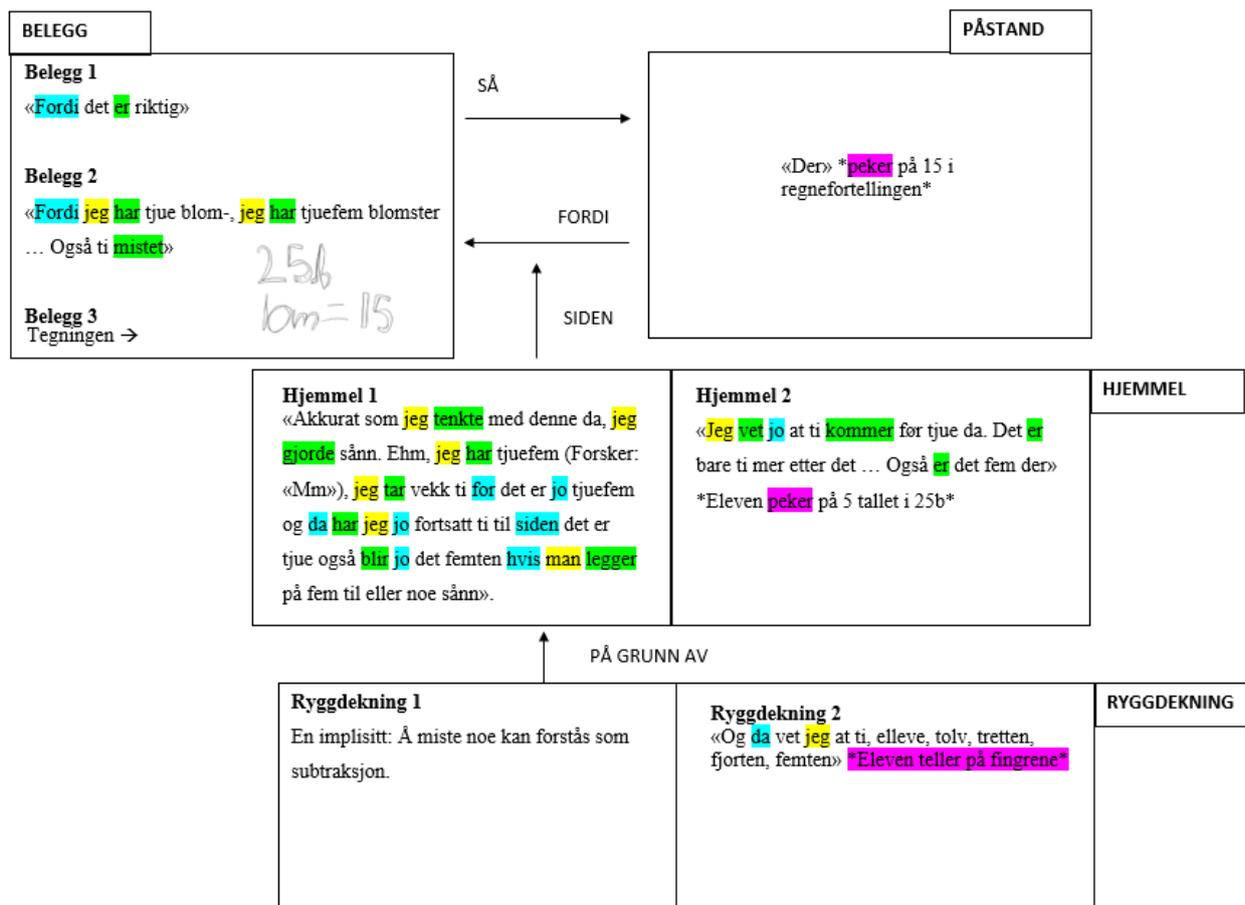 BELEGG
Belegg 1
«Fordi det er riktig»
Belegg 2
«Fordi jeg har tjue blom-, jeg har tjuefem blomster
… Også ti mistet»
25b
bm=15
Belegg 3
Tegningen →
SÅ
FORDI
SIDEN
PÅSTAND
«Der» *peker på 15 i
regnefortellingen*
HJEMMEL
Hjemmel 1
«Akkurat som jeg tenkte med denne da, jeg
gjorde sånn. Ehm, jeg har tjuefem (Forsker:
«Mm»), jeg tar vekk ti for det er jo tjuefem
og da har jeg jo fortsatt ti til siden det er
tjue også blir jo det femten hvis man legger
på fem til eller noe sånn».
Hjemmel 2
«Jeg vet jo at ti kommer før tjue da. Det er
bare ti mer etter det … Også er det fem der»
*Eleven peker på 5 tallet i 25b*
PÅ GRUNN AV
RYGGDEKNING
Ryggdekning 1
En implisitt: Å miste noe kan forstås som
subtraksjon.
Ryggdekning 2
«Og da vet jeg at ti, elleve, tolv, tretten,
fjorten, femten» *Eleven teller på fingrene*